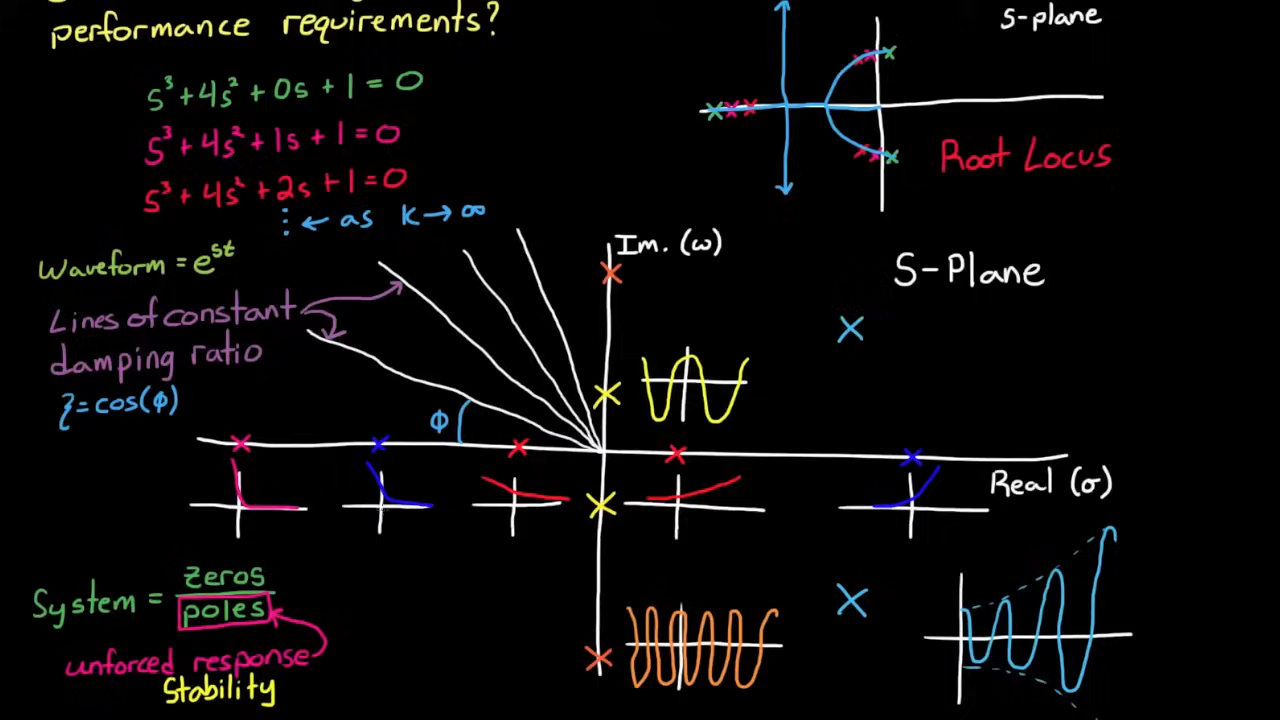 performance requirements?
s³+4s²+0s+1=0
s³+4s²+1s+1=0
s³+4s²+2s+1=0
⋮ ← as k→∞
Waveform = e^st
Lines of constant
damping ratio
ζ=cos(Φ)
Φ
System = zeros
poles
unforced response
Stability
S-plane
Root Locus
Im. (ω)
S-Plane
Real (σ)